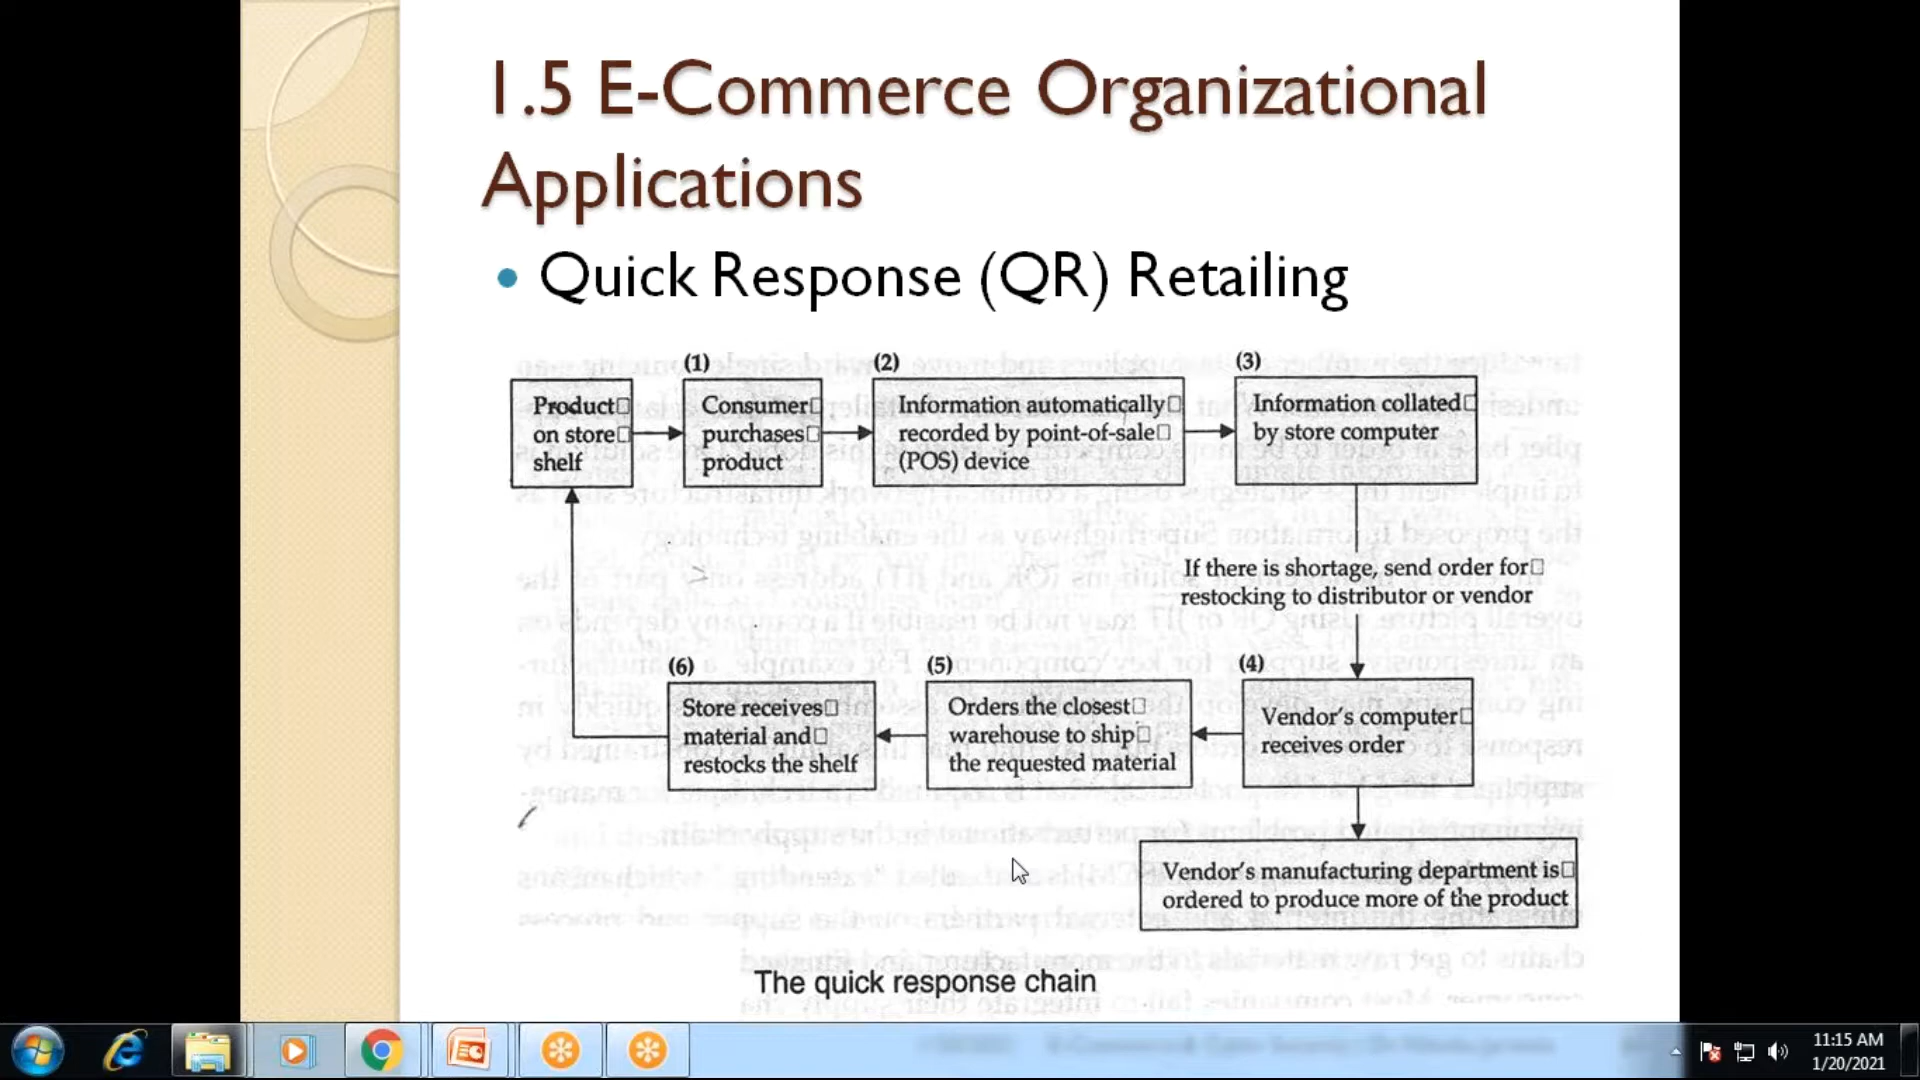 1.5 E-Commerce Organizational
Applications
• Quick Response (QR) Retailing
(1)
(2)
(3)
Product
on store
shelf
Consumer
purchases
product
Information automatically
recorded by point-of-sale
(POS) device
Information collated
by store computer
If there is shortage, send order for
restocking to distributor or vendor
(6)
(5)
(4)
Store receives
material and
restocks the shelf
Orders the closest
warehouse to ship
the requested material
Vendor's computer
receives order
Vendor's manufacturing department is
ordered to produce more of the product
The quick response chain
11:15 AM
1/20/2021